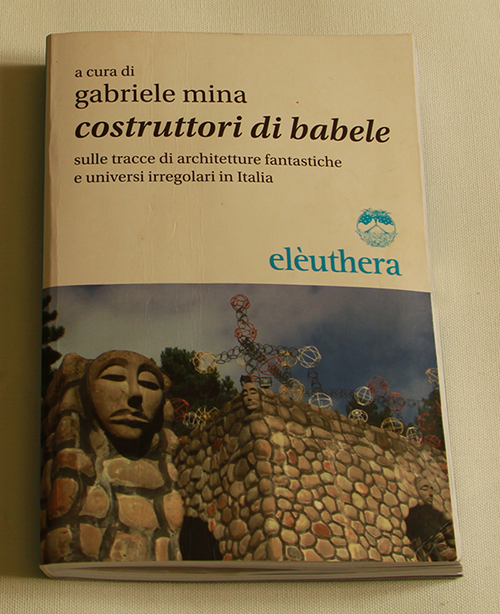 a cura di
gabriele mina
costruttori di babele
sulle tracce di architetture fantastiche
e universi irregolari in Italia
elèuthera